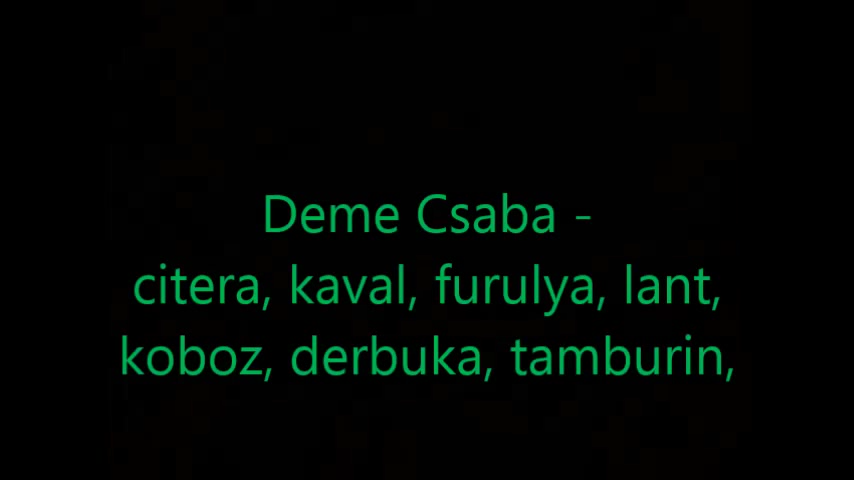 Deme Csaba -
citera, kaval, furulya, lant,
koboz, derbuka, tamburin,